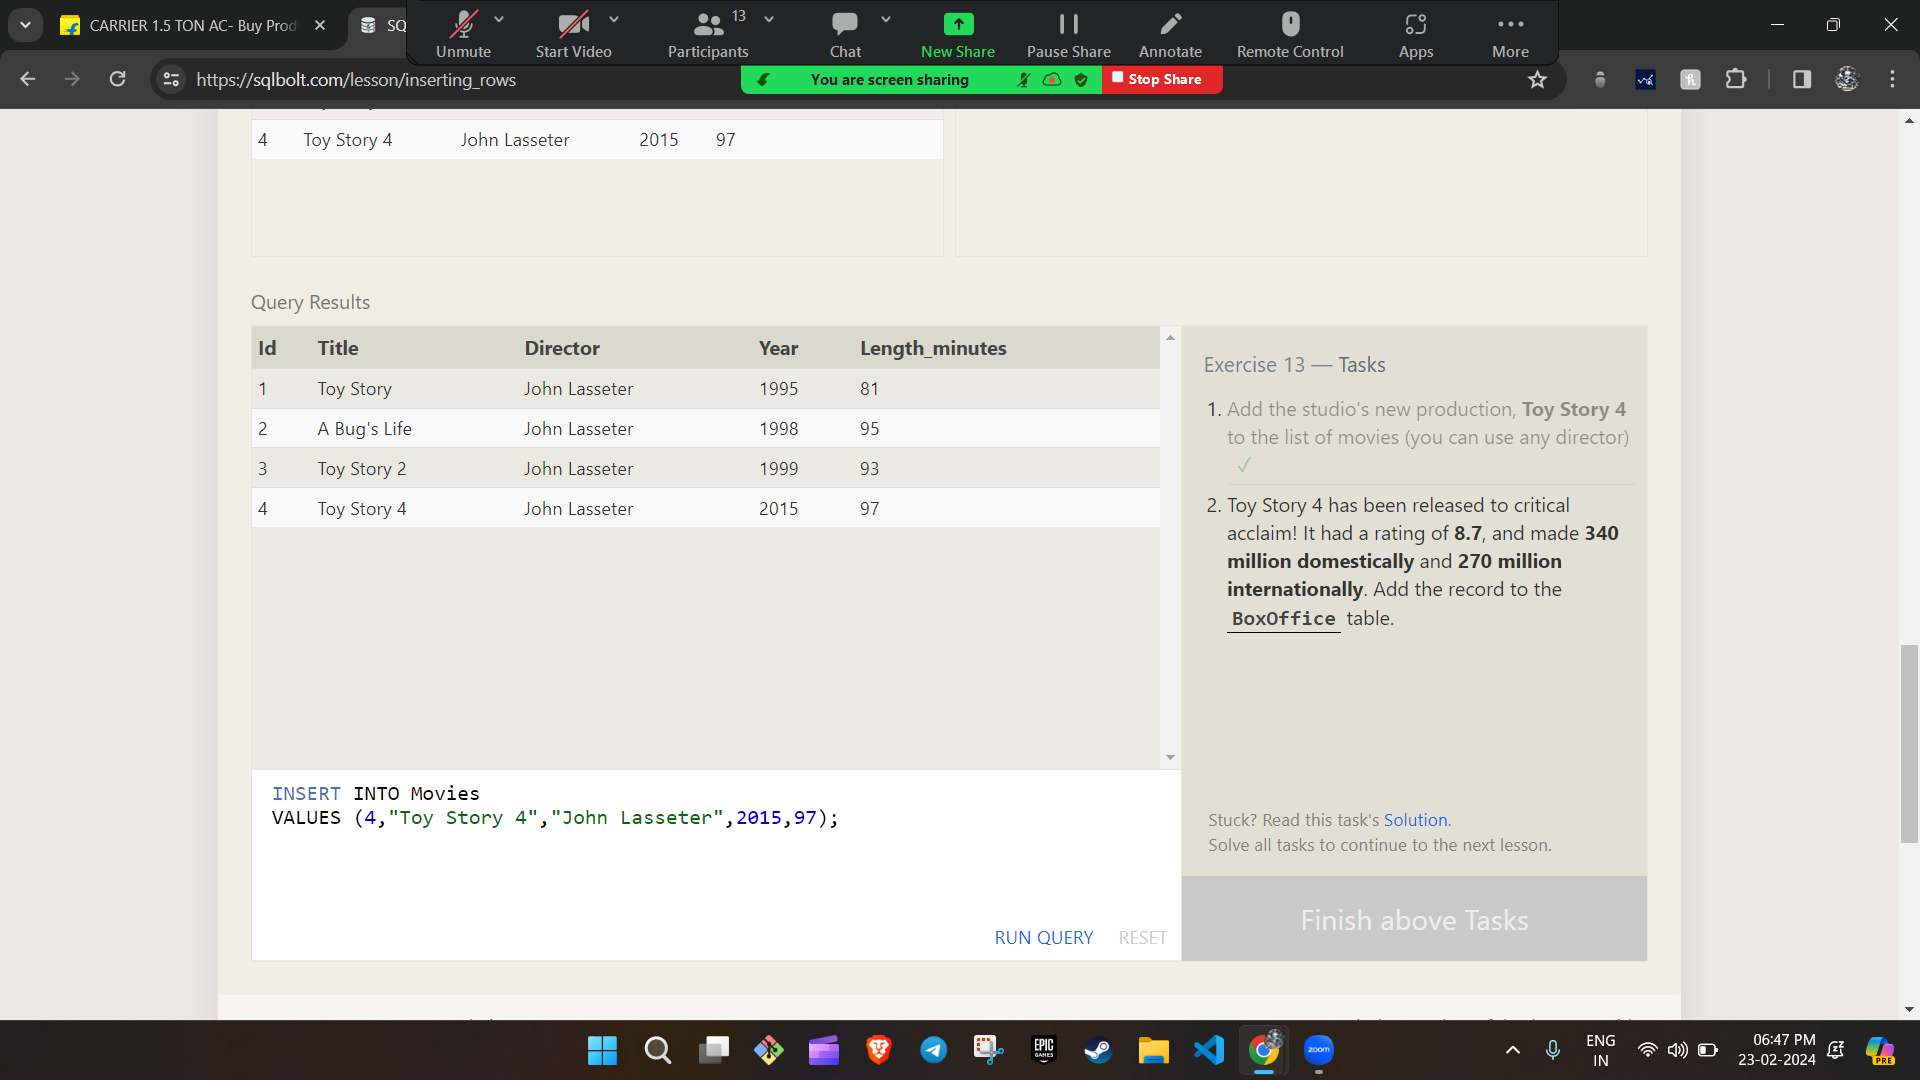 CARRIER 1.5 TON AC- Buy Prod
SQ
Unmute
Start Video
13
Participants
Chat
New Share
Pause Share
Annotate
Remote Control
Apps
More
https://sqlbolt.com/lesson/inserting_rows
You are screen sharing
Stop Share
4 Toy Story 4 John Lasseter 2015 97
Query Results
Id Title Director Year Length_minutes
1 Toy Story John Lasseter 1995 81
2 A Bug's Life John Lasseter 1998 95
3 Toy Story 2 John Lasseter 1999 93
4 Toy Story 4 John Lasseter 2015 97
Exercise 13 — Tasks
1. Add the studio's new production, Toy Story 4
to the list of movies (you can use any director)
✓
2. Toy Story 4 has been released to critical
acclaim! It had a rating of 8.7, and made 340
million domestically and 270 million
internationally. Add the record to the
BoxOffice table.
INSERT INTO Movies
VALUES (4,"Toy Story 4","John Lasseter",2015,97);
RUN QUERY RESET
Stuck? Read this task's Solution.
Solve all tasks to continue to the next lesson.
Finish above Tasks
EPIC
GAMES
zoom
ENG
IN
06:47 PM
23-02-2024
PRE